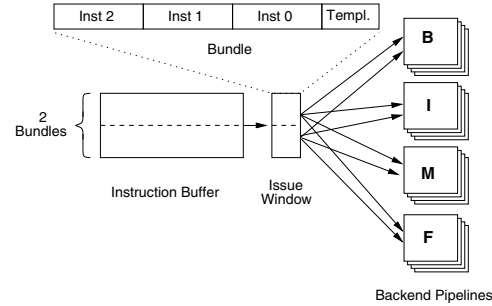 Inst 2 Inst 1 Inst 0 Templ.
Bundle
B
2
Bundles
I
M
Instruction Buffer
Issue
Window
F
Backend Pipelines